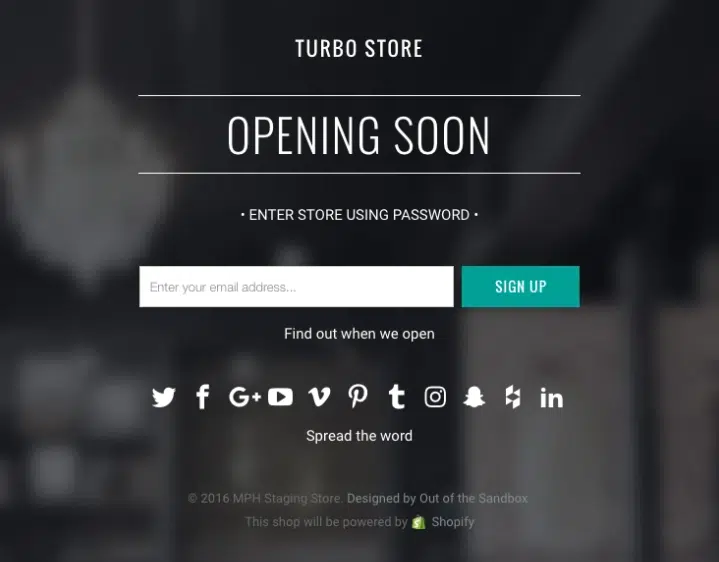 TURBO STORE
OPENING SOON
• ENTER STORE USING PASSWORD •
Enter your email address...
SIGN UP
Find out when we open
Spread the word
© 2016 MPH Staging Store. Designed by Out of the Sandbox
This shop will be powered by Shopify